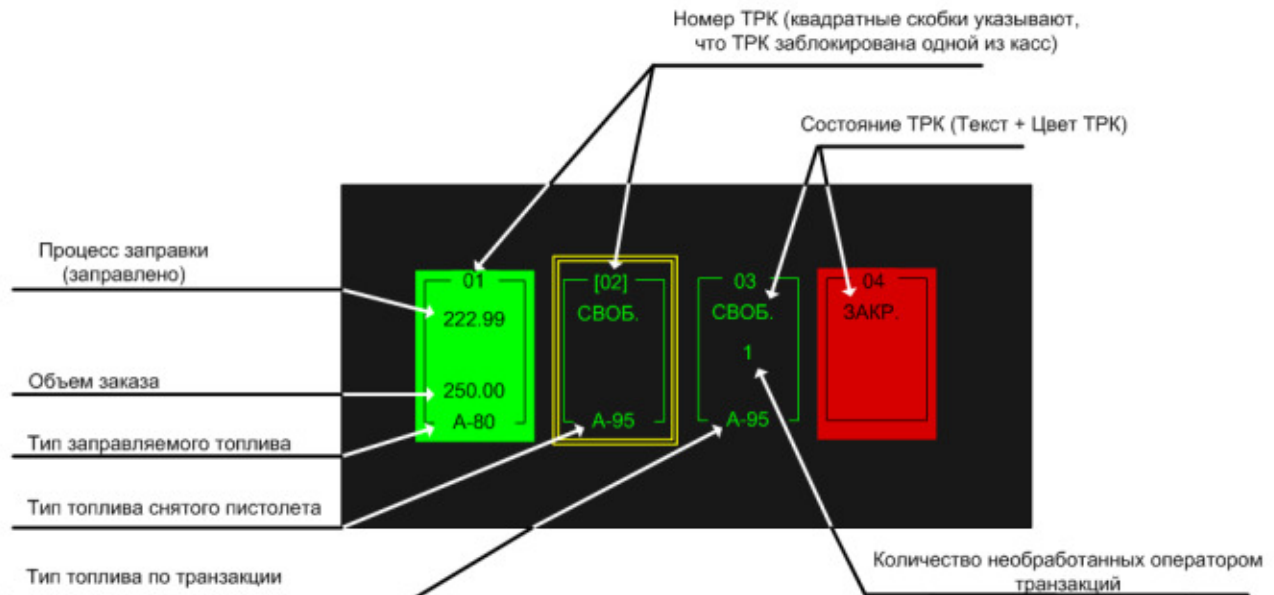 Номер ТРК (квадратные скобки указывают,
что ТРК заблокирована одной из касс)
Состояние ТРК (Текст + Цвет ТРК)
Процесс заправки
(заправлено)
Объем заказа
Тип заправляемого топлива
Тип топлива снятого пистолета
Тип топлива по транзакции
01
222.99
250.00
А-80
[02]
СВОБ.
А-95
03
СВОБ.
1
А-95
04
ЗАКР.
Количество необработанных оператором
транзакций